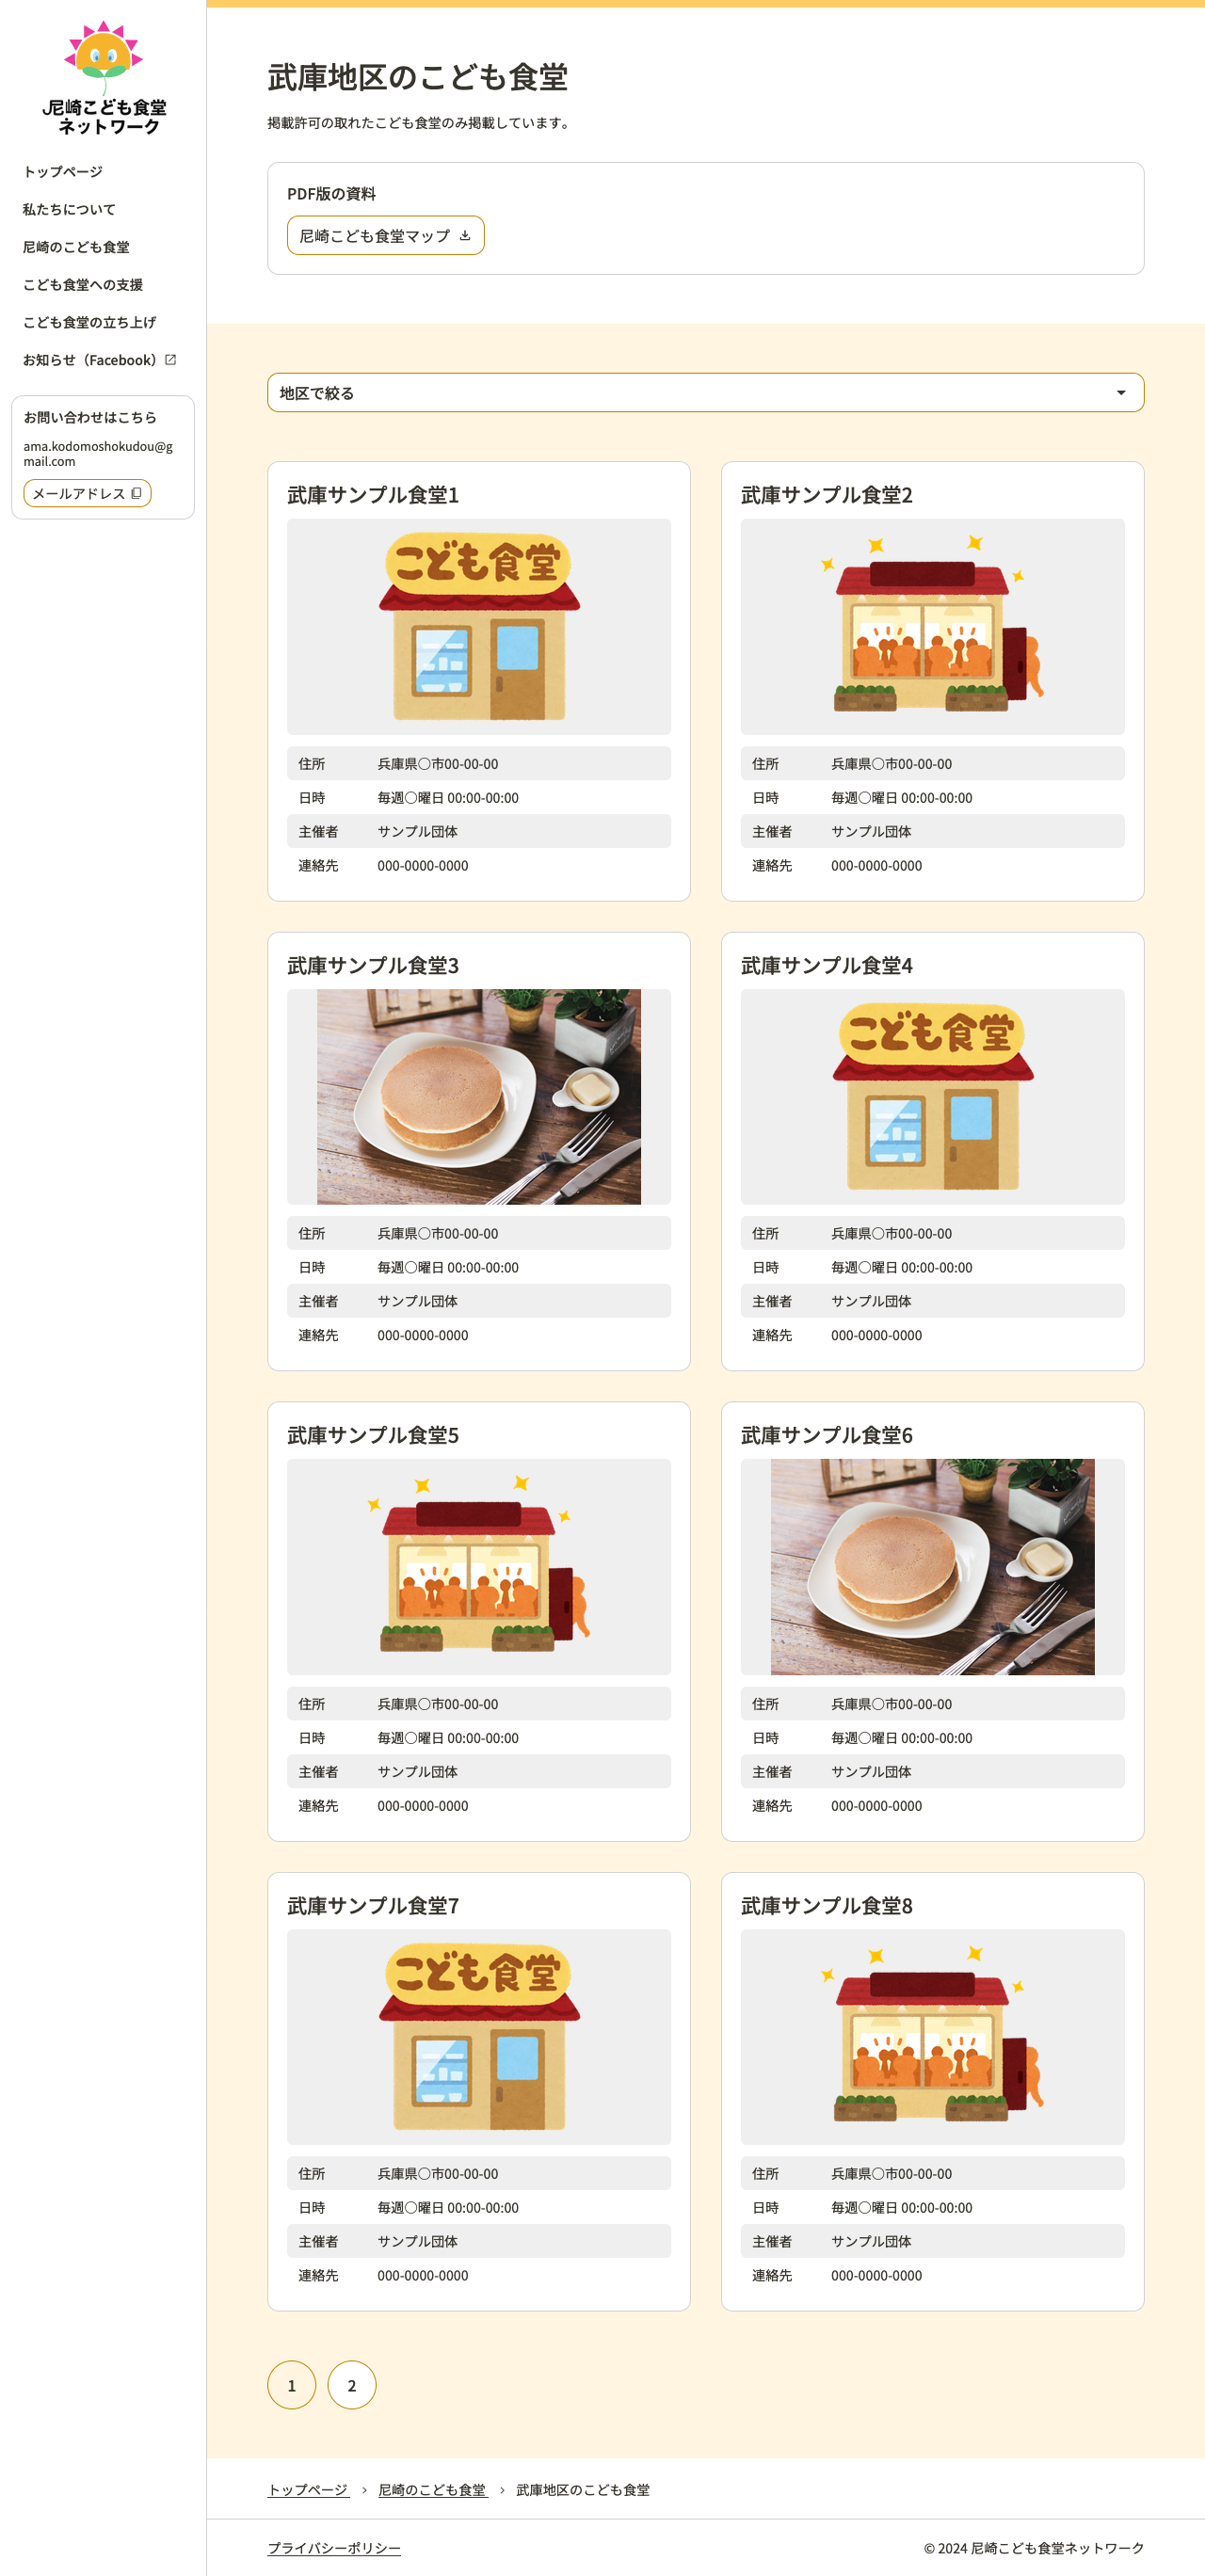 尼崎こども食堂
ネットワーク
トップページ
私たちについて
尼崎のこども食堂
こども食堂への支援
こども食堂の立ち上げ
お知らせ（Facebook）
お問い合わせはこちら
ama.kodomoshokudou@g
mail.com
メールアドレス
武庫地区のこども食堂
掲載許可の取れたこども食堂のみ掲載しています。
PDF版の資料
尼崎こども食堂マップ
地区で絞る
武庫サンプル食堂1
こども食堂
住所 兵庫県〇市00-00-00
日時 毎週〇曜日 00:00-00:00
主催者 サンプル団体
連絡先 000-0000-0000
武庫サンプル食堂2
住所 兵庫県〇市00-00-00
日時 毎週〇曜日 00:00-00:00
主催者 サンプル団体
連絡先 000-0000-0000
武庫サンプル食堂3
住所 兵庫県〇市00-00-00
日時 毎週〇曜日 00:00-00:00
主催者 サンプル団体
連絡先 000-0000-0000
武庫サンプル食堂4
こども食堂
住所 兵庫県〇市00-00-00
日時 毎週〇曜日 00:00-00:00
主催者 サンプル団体
連絡先 000-0000-0000
武庫サンプル食堂5
住所 兵庫県〇市00-00-00
日時 毎週〇曜日 00:00-00:00
主催者 サンプル団体
連絡先 000-0000-0000
武庫サンプル食堂6
住所 兵庫県〇市00-00-00
日時 毎週〇曜日 00:00-00:00
主催者 サンプル団体
連絡先 000-0000-0000
武庫サンプル食堂7
こども食堂
住所 兵庫県〇市00-00-00
日時 毎週〇曜日 00:00-00:00
主催者 サンプル団体
連絡先 000-0000-0000
武庫サンプル食堂8
住所 兵庫県〇市00-00-00
日時 毎週〇曜日 00:00-00:00
主催者 サンプル団体
連絡先 000-0000-0000
1 2
トップページ > 尼崎のこども食堂 > 武庫地区のこども食堂
プライバシーポリシー © 2024 尼崎こども食堂ネットワーク